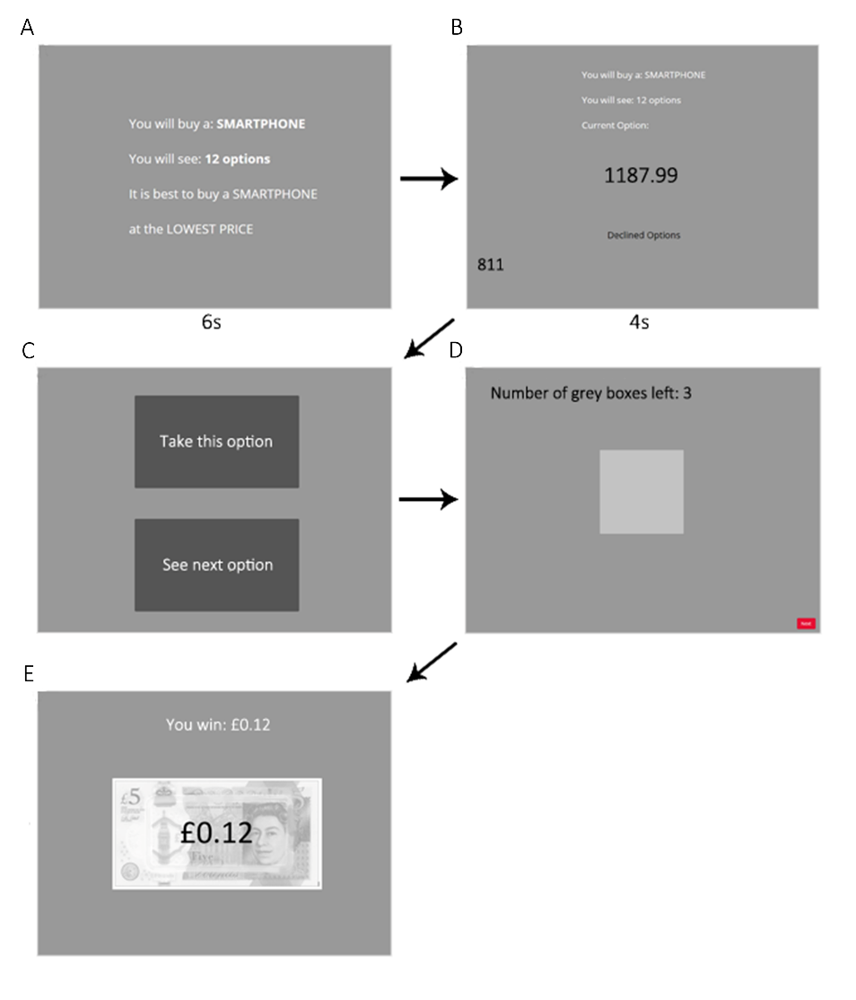 A
You will buy a: SMARTPHONE
You will see: 12 options
It is best to buy a SMARTPHONE
at the LOWEST PRICE
6s
B
You will buy a: SMARTPHONE
You will see: 12 options
Current Option:
1187.99
Declined Options
811
4s
C
Take this option
See next option
D
Number of grey boxes left: 3
E
You win: £0.12
£5
£0.12